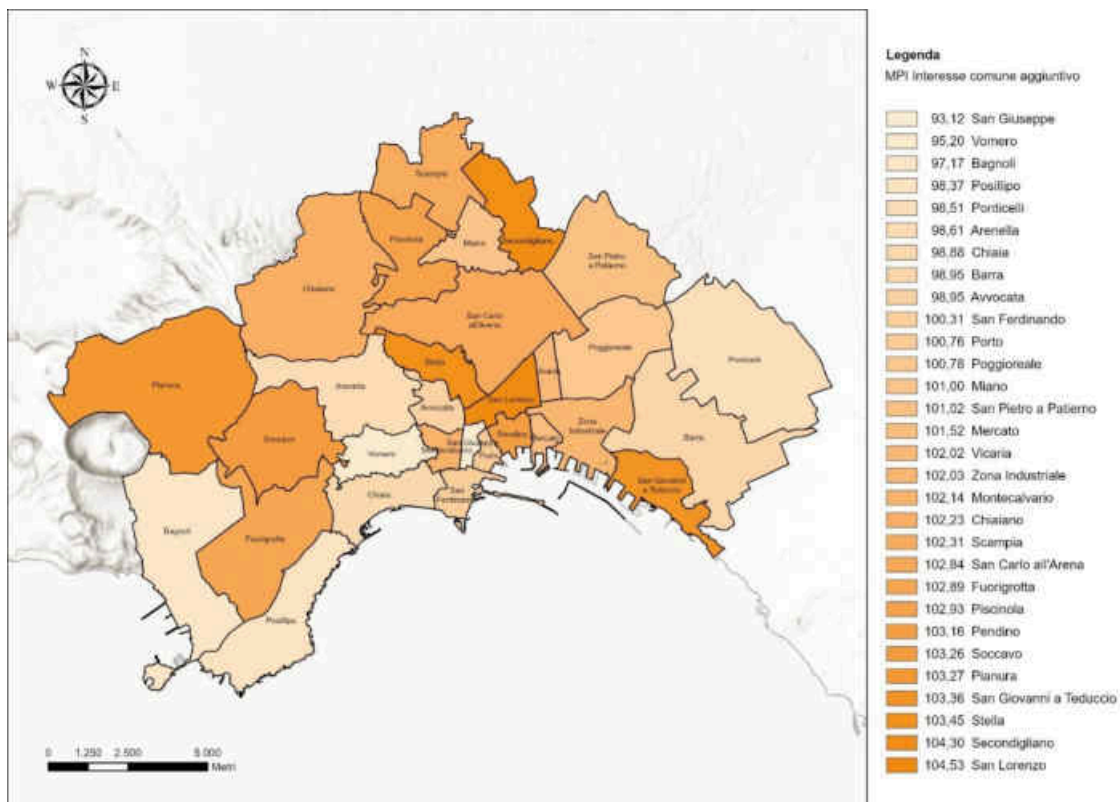 N
W E
S
Legenda
MPI Interesse comune aggiuntivo
93,12 San Giuseppe
95,20 Vomero
97,17 Bagnoli
98,37 Posillipo
98,51 Ponticelli
98,61 Arenella
98,88 Chiaia
98,95 Barra
98,95 Avvocata
100,31 San Ferdinando
100,76 Porto
100,78 Poggioreale
101,00 Miano
101,02 San Pietro a Patierno
101,52 Mercato
102,02 Vicaria
102,03 Zona Industriale
102,14 Montecalvario
102,23 Chiaiano
102,31 Scampia
102,84 San Carlo all'Arena
102,89 Fuorigrotta
102,93 Piscinola
103,16 Pendino
103,26 Soccavo
103,27 Pianura
103,36 San Giovanni a Teduccio
103,45 Stella
104,30 Secondigliano
104,53 San Lorenzo
Scampia
Piscinola
Miano
Secondigliano
San Pietro
a Patierno
Chiaiano
San Carlo
all'Arena
Poggioreale
Ponticelli
Stella
Pianura
Arenella
San Lorenzo
Vicaria
Avvocata
Zona
Industriale
Soccavo
Vomero
Pendino
Mercato
Porto
Barra
Chiaia
San
Ferdinando
San Giovanni
a Teduccio
Bagnoli
Fuorigrotta
Posillipo
0 1.250 2.500 5.000
Metri